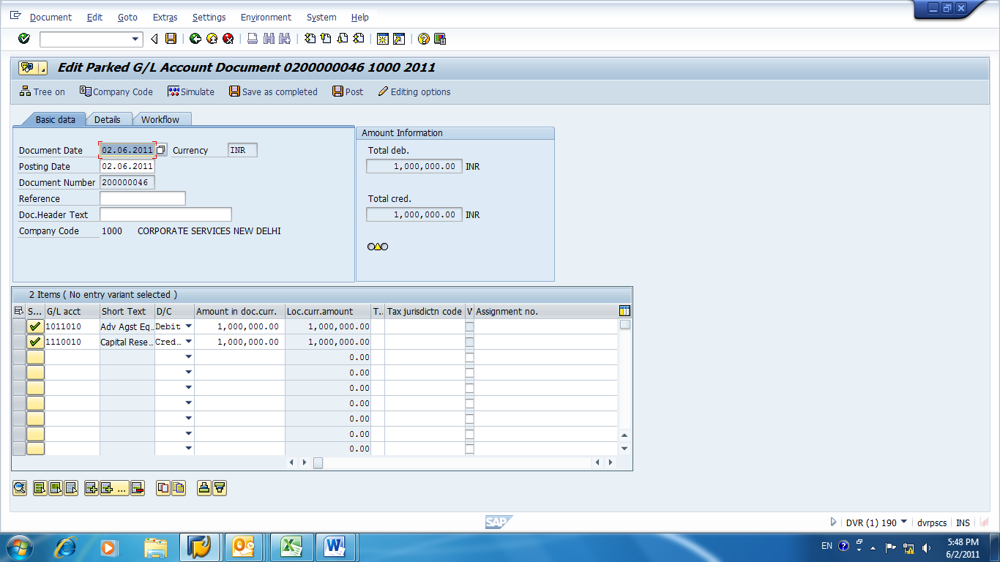 Document Edit Goto Extras Settings Environment System Help
Edit Parked G/L Account Document 0200000046 1000 2011
Tree on Company Code Simulate Save as completed Post Editing options
Basic data Details Workflow
Amount Information
Document Date 02.06.2011 Currency INR
Total deb.
Posting Date 02.06.2011
1,000,000.00 INR
Document Number 200000046
Reference
Total cred.
Doc.Header Text
1,000,000.00 INR
Company Code 1000 CORPORATE SERVICES NEW DELHI
2 Items ( No entry variant selected )
S... G/L acct Short Text D/C Amount in doc.curr. Loc.curr.amount T.. Tax jurisdictn code V Assignment no.
1011010 Adv Agst Eq.. Debit 1,000,000.00 1,000,000.00
1110010 Capital Rese... Cred... 1,000,000.00 1,000,000.00
0.00
0.00
0.00
0.00
0.00
0.00
0.00
...
SAP DVR (1) 190 dvrpscs INS
EN 5:48 PM
6/2/2011